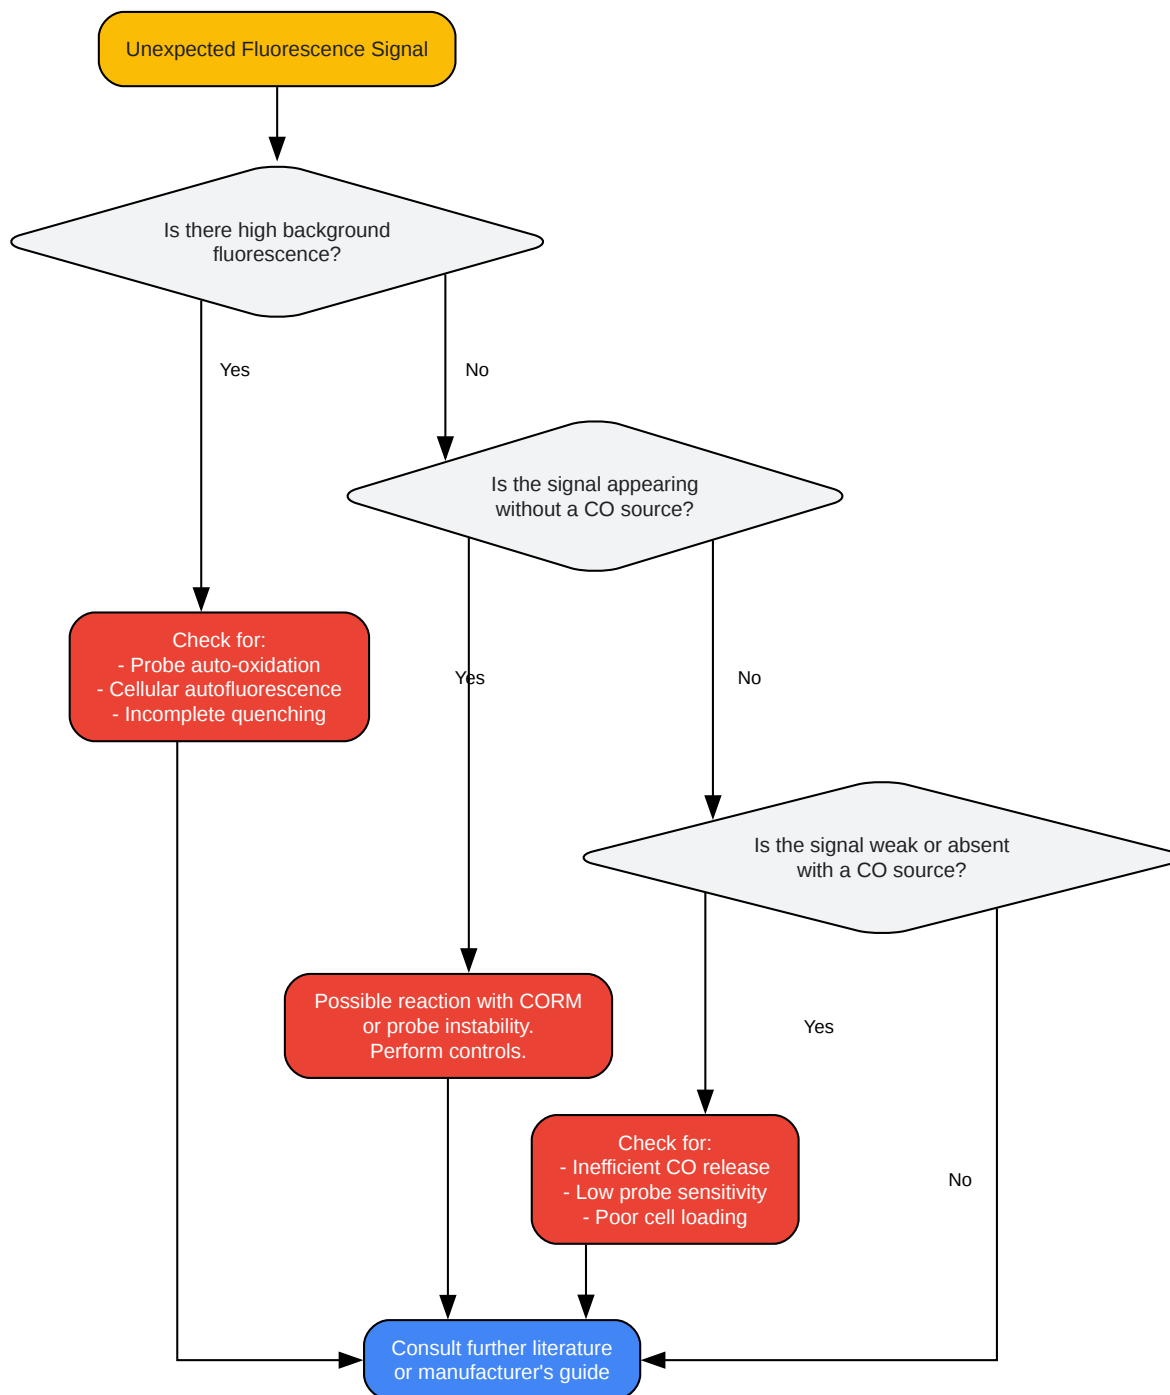 Unexpected Fluorescence Signal
Is there high background
fluorescence?
Yes
No
Is the signal appearing
without a CO source?
Check for:
- Probe auto-oxidation
- Cellular autofluorescence
- Incomplete quenching
Yes
No
Is the signal weak or absent
with a CO source?
Possible reaction with CORM
or probe instability.
Perform controls.
Yes
Check for:
- Inefficient CO release
- Low probe sensitivity
- Poor cell loading
No
Consult further literature
or manufacturer's guide